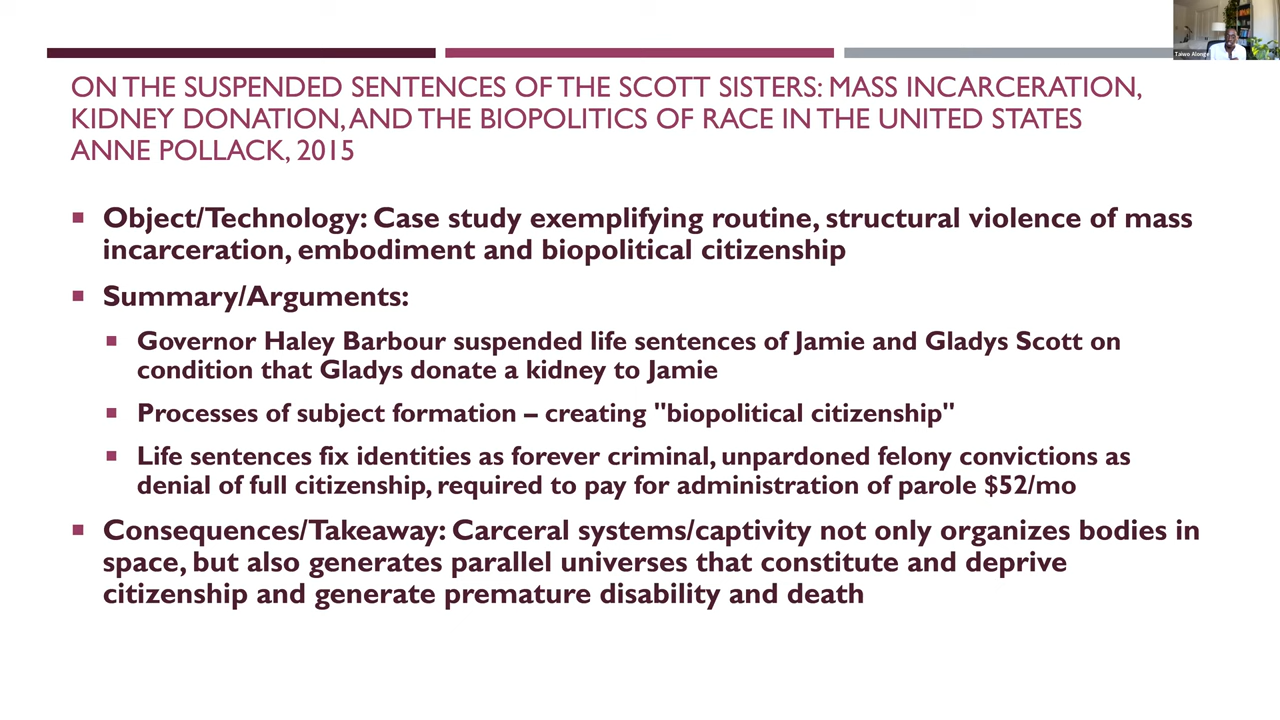 Taiwo Alonge
ON THE SUSPENDED SENTENCES OF THE SCOTT SISTERS: MASS INCARCERATION,
KIDNEY DONATION, AND THE BIOPOLITICS OF RACE IN THE UNITED STATES
ANNE POLLACK, 2015
Object/Technology: Case study exemplifying routine, structural violence of mass
incarceration, embodiment and biopolitical citizenship
Summary/Arguments:
Governor Haley Barbour suspended life sentences of Jamie and Gladys Scott on
condition that Gladys donate a kidney to Jamie
Processes of subject formation – creating "biopolitical citizenship"
Life sentences fix identities as forever criminal, unpardoned felony convictions as
denial of full citizenship, required to pay for administration of parole $52/mo
Consequences/Takeaway: Carceral systems/captivity not only organizes bodies in
space, but also generates parallel universes that constitute and deprive
citizenship and generate premature disability and death